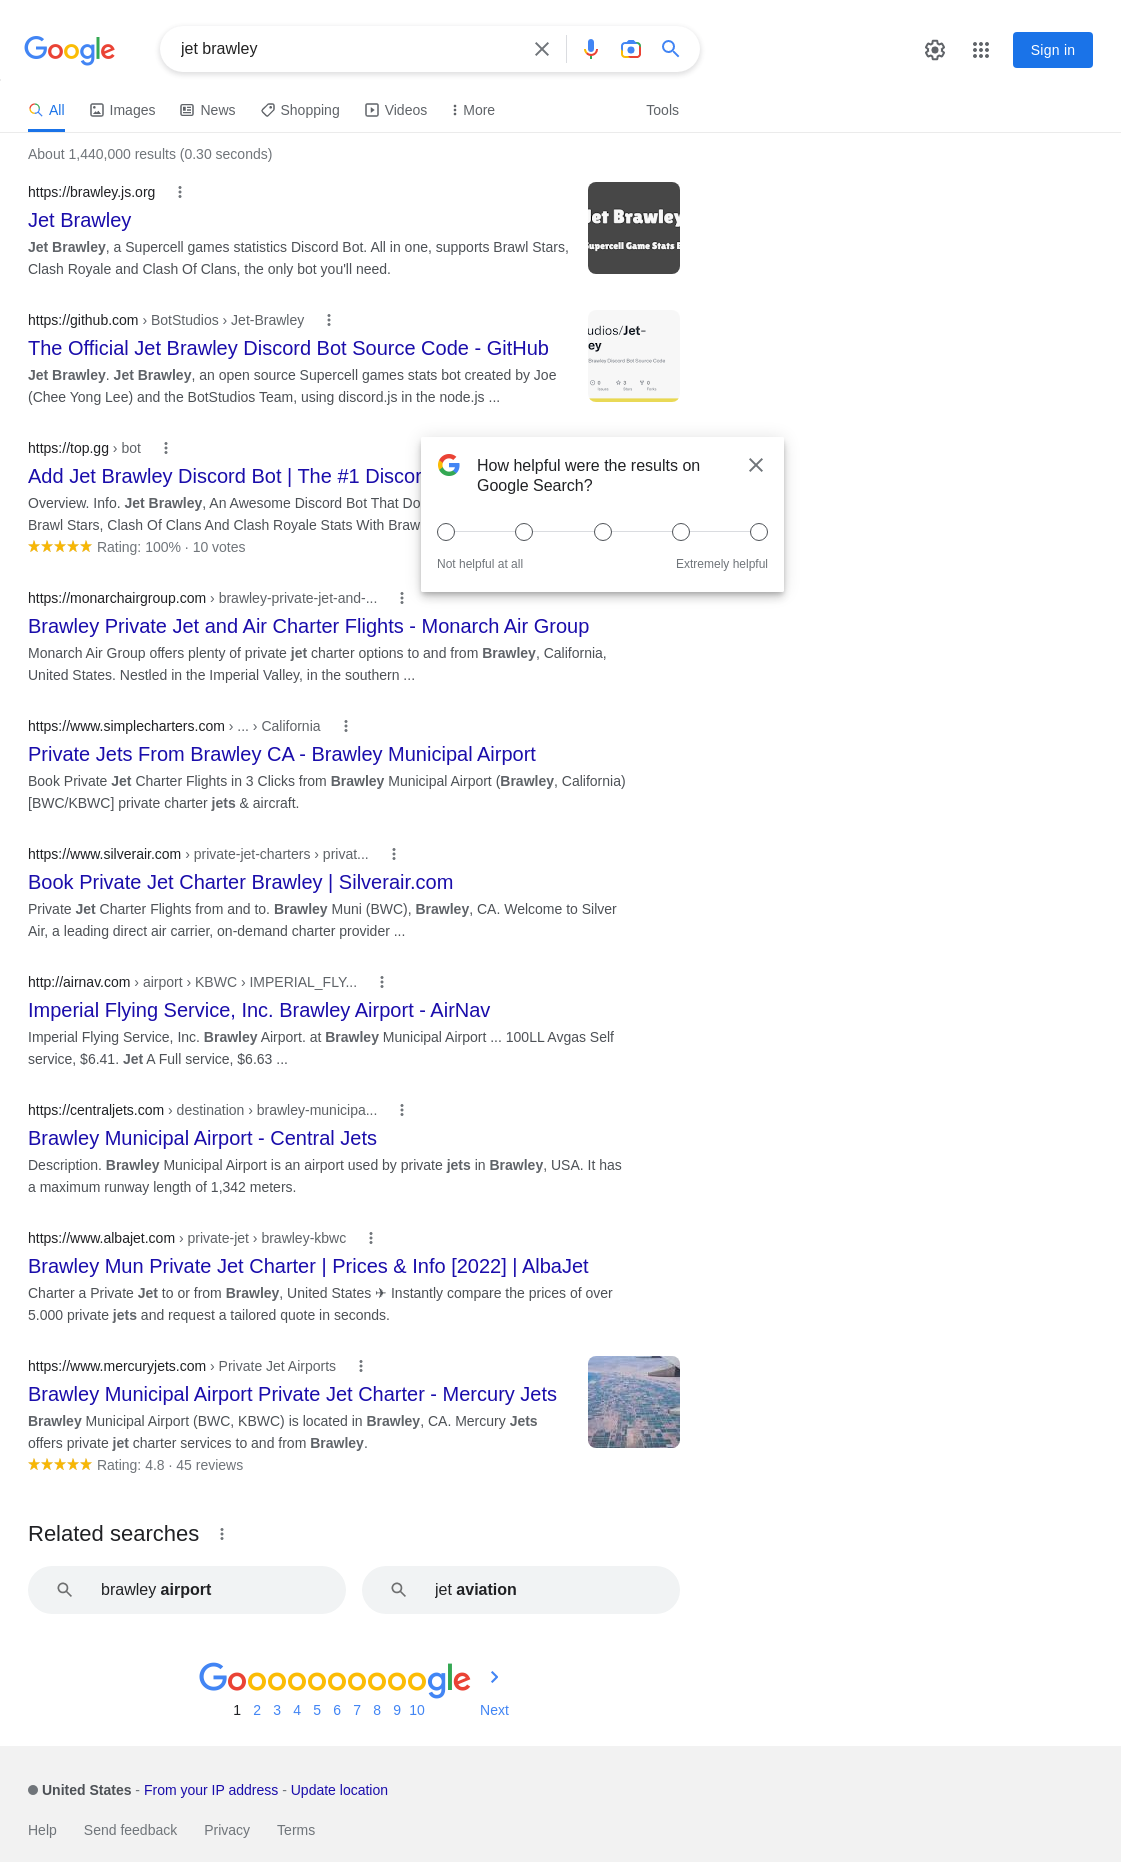 Google
jet brawley
Sign in
All
Images
News
Shopping
Videos
More
Tools
About 1,440,000 results (0.30 seconds)
https://brawley.js.org
Jet Brawley
Jet Brawley, a Supercell games statistics Discord Bot. All in one, supports Brawl Stars,
Clash Royale and Clash Of Clans, the only bot you'll need.
Jet Brawley
Supercell Game Stats B
https://github.com › BotStudios › Jet-Brawley
The Official Jet Brawley Discord Bot Source Code - GitHub
Jet Brawley. Jet Brawley, an open source Supercell games stats bot created by Joe
(Chee Yong Lee) and the BotStudios Team, using discord.js in the node.js ...
udios/Jet-
ey
Brawley Discord Bot Source Code
0 3 0
Issues Stars Forks
https://top.gg › bot
Add Jet Brawley Discord Bot | The #1 Discor
Overview. Info. Jet Brawley, An Awesome Discord Bot That Do
Brawl Stars, Clash Of Clans And Clash Royale Stats With Braw
Rating: 100% · 10 votes
How helpful were the results on
Google Search?
Not helpful at all
Extremely helpful
https://monarchairgroup.com › brawley-private-jet-and-...
Brawley Private Jet and Air Charter Flights - Monarch Air Group
Monarch Air Group offers plenty of private jet charter options to and from Brawley, California,
United States. Nestled in the Imperial Valley, in the southern ...
https://www.simplecharters.com › ... › California
Private Jets From Brawley CA - Brawley Municipal Airport
Book Private Jet Charter Flights in 3 Clicks from Brawley Municipal Airport (Brawley, California)
[BWC/KBWC] private charter jets & aircraft.
https://www.silverair.com › private-jet-charters › privat...
Book Private Jet Charter Brawley | Silverair.com
Private Jet Charter Flights from and to. Brawley Muni (BWC), Brawley, CA. Welcome to Silver
Air, a leading direct air carrier, on-demand charter provider ...
http://airnav.com › airport › KBWC › IMPERIAL_FLY...
Imperial Flying Service, Inc. Brawley Airport - AirNav
Imperial Flying Service, Inc. Brawley Airport. at Brawley Municipal Airport ... 100LL Avgas Self
service, $6.41. Jet A Full service, $6.63 ...
https://centraljets.com › destination › brawley-municipa...
Brawley Municipal Airport - Central Jets
Description. Brawley Municipal Airport is an airport used by private jets in Brawley, USA. It has
a maximum runway length of 1,342 meters.
https://www.albajet.com › private-jet › brawley-kbwc
Brawley Mun Private Jet Charter | Prices & Info [2022] | AlbaJet
Charter a Private Jet to or from Brawley, United States ✈ Instantly compare the prices of over
5.000 private jets and request a tailored quote in seconds.
https://www.mercuryjets.com › Private Jet Airports
Brawley Municipal Airport Private Jet Charter - Mercury Jets
Brawley Municipal Airport (BWC, KBWC) is located in Brawley, CA. Mercury Jets
offers private jet charter services to and from Brawley.
Rating: 4.8 · 45 reviews
Related searches
brawley airport
jet aviation
Goooooooooogle
1 2 3 4 5 6 7 8 9 10 Next
United States - From your IP address - Update location
Help Send feedback Privacy Terms